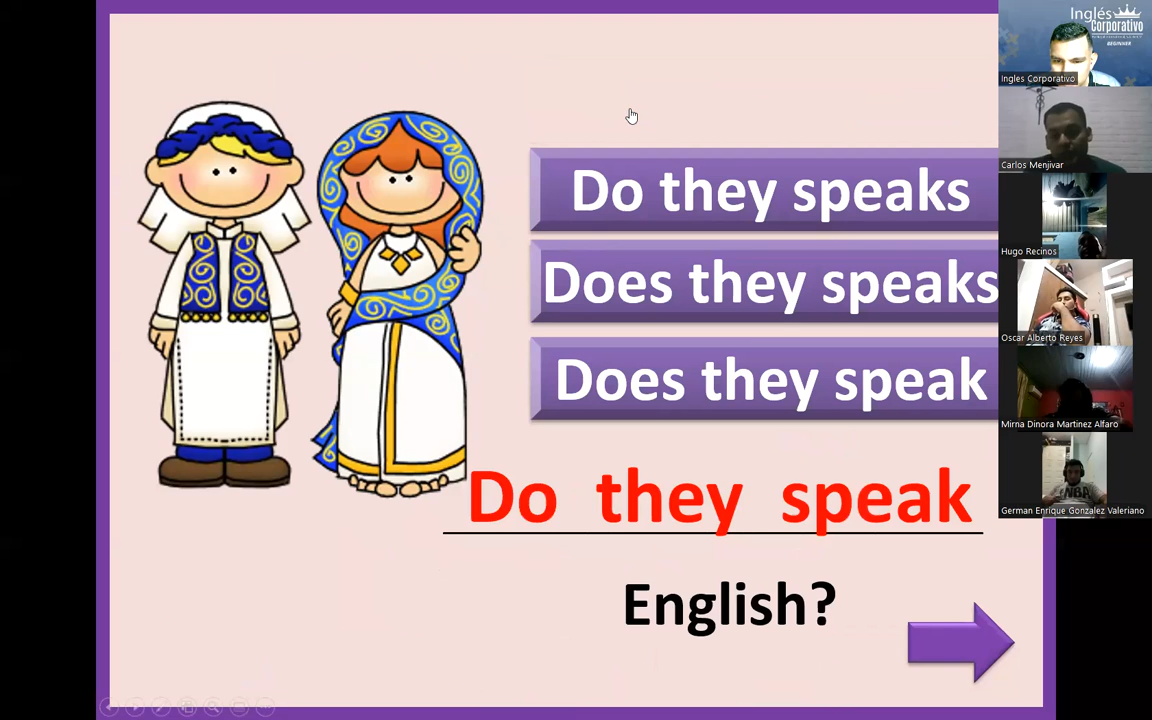 Do they speaks
Does they speaks
Does they speak
Do they speak
English?
Inglés
Corporativo
BEGINNER
Ingles Corporativo
Carlos Menjivar
Hugo Recinos
Oscar Alberto Reyes
Mirna Dinora Martinez Alfaro
German Enrique Gonzalez Valeriano